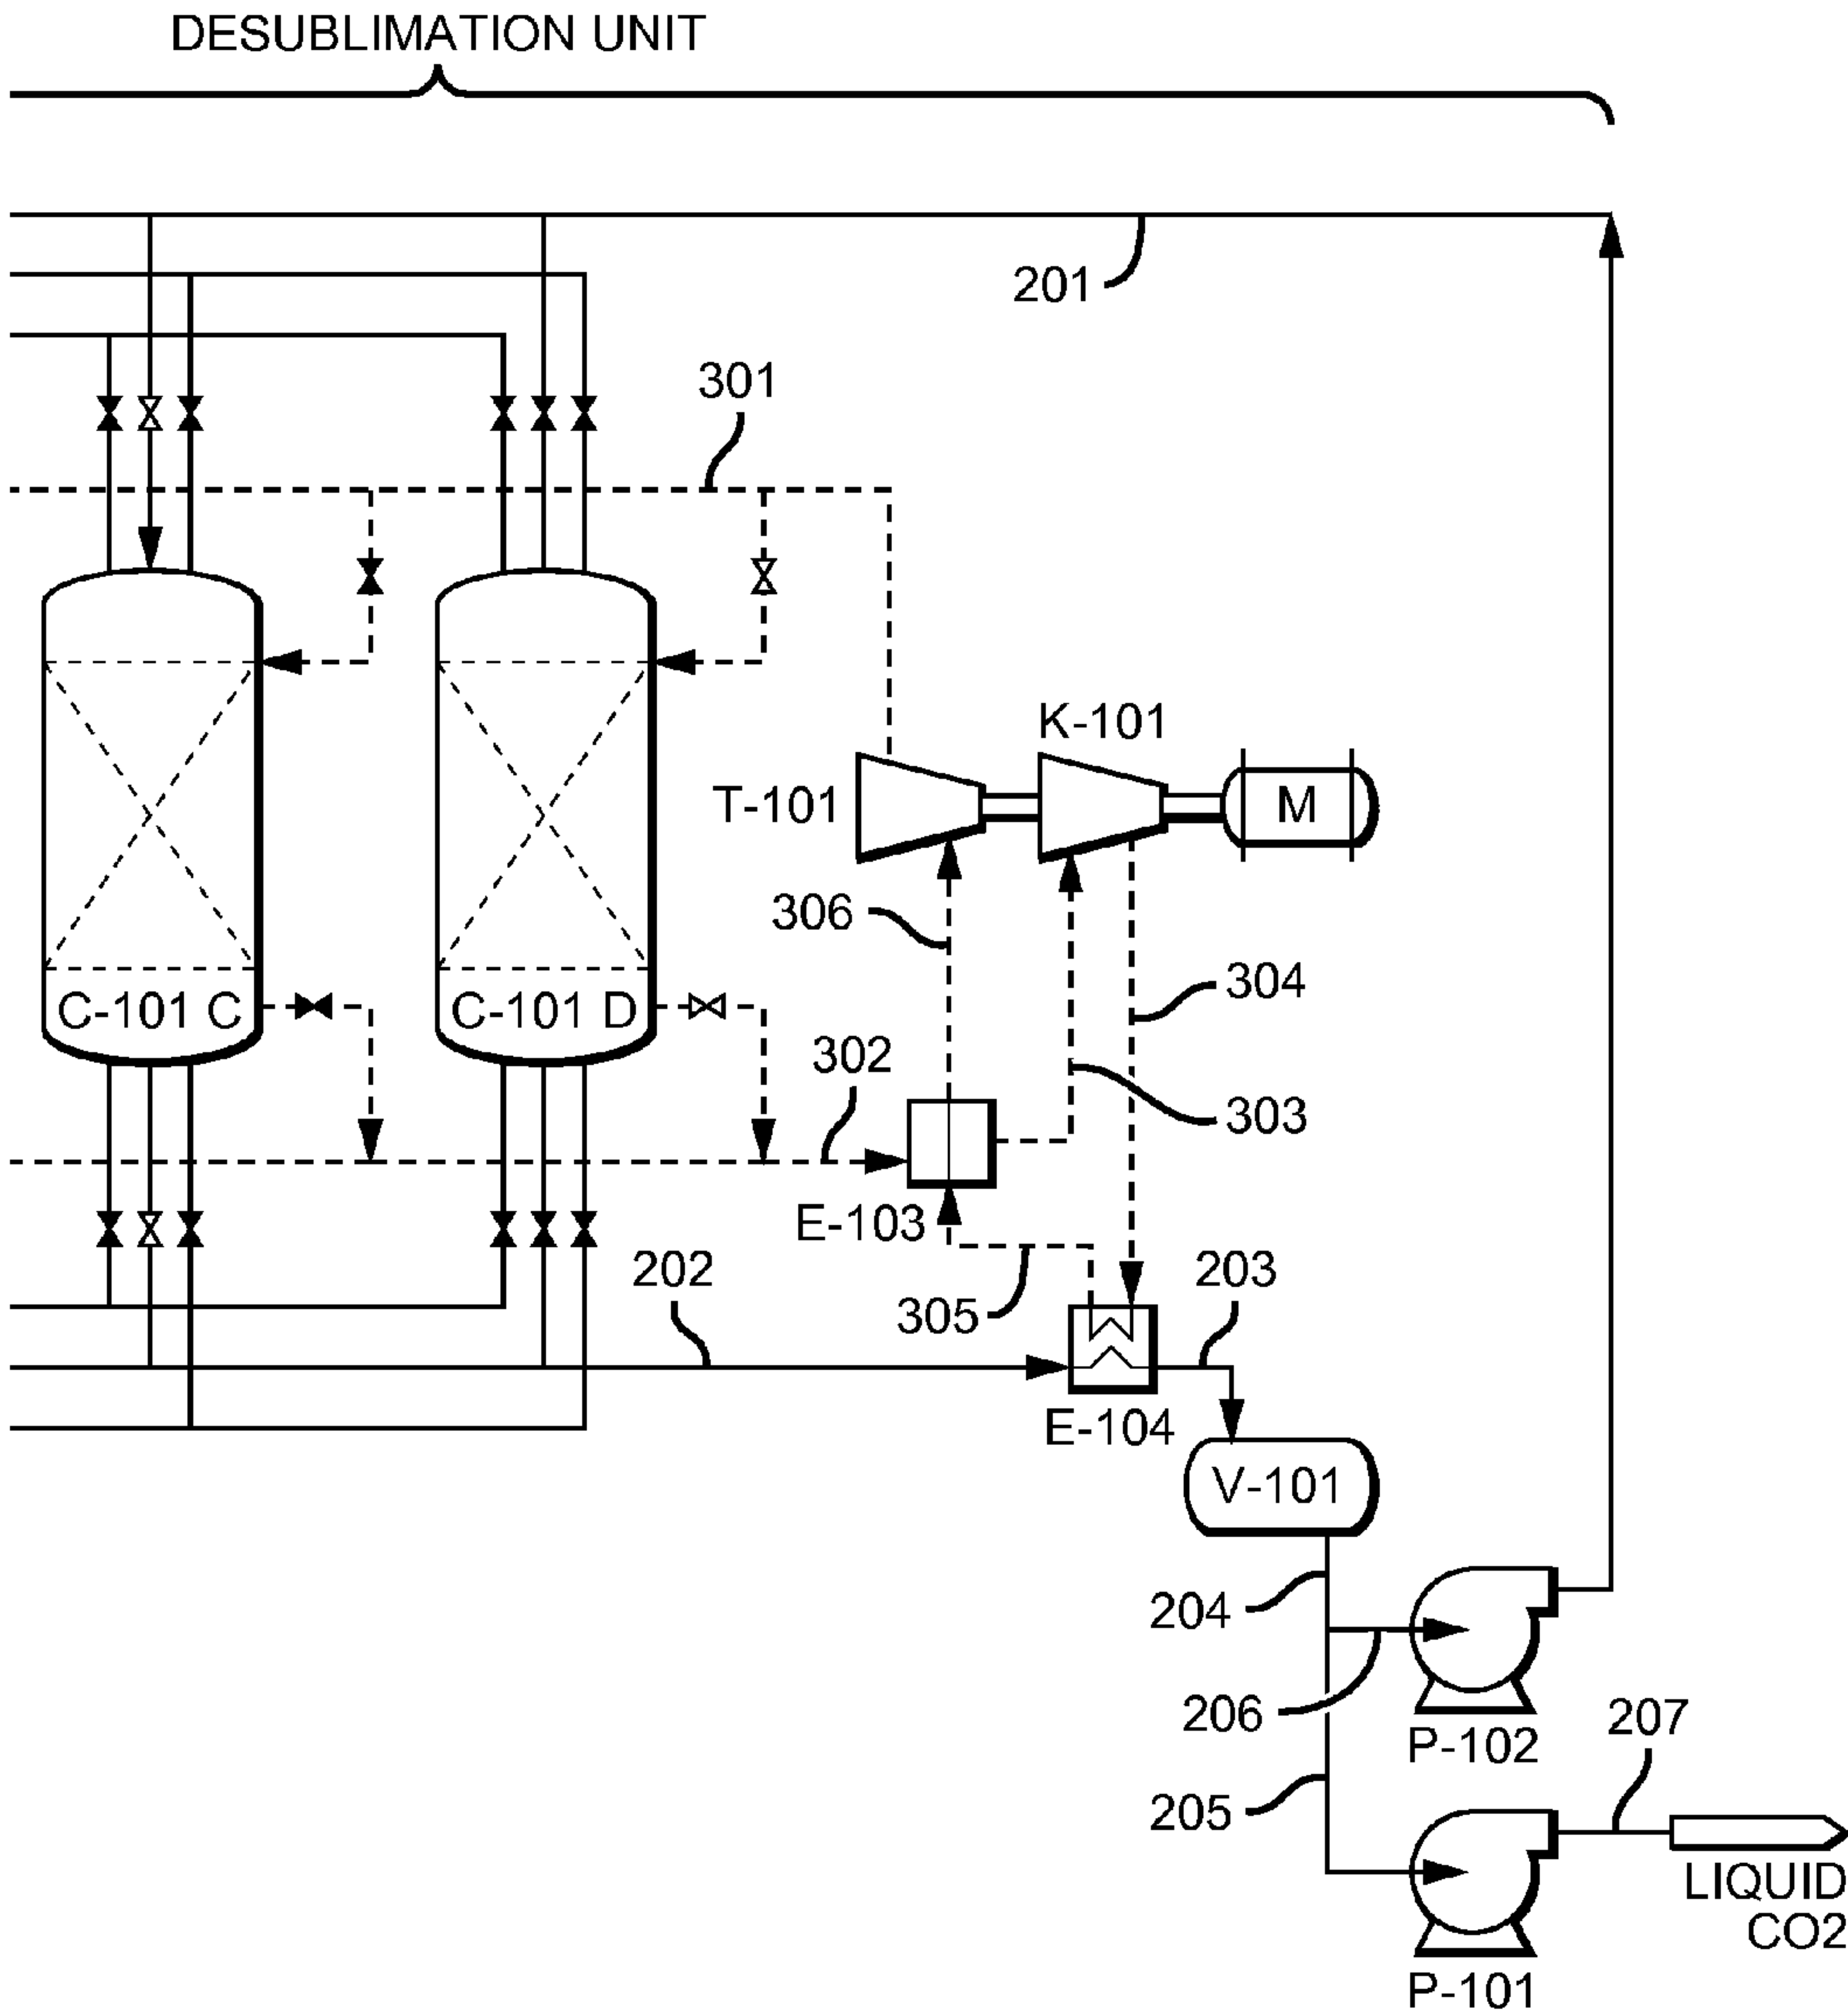 DESUBLIMATION UNIT
201
301
K-101
T-101
M
306
304
C-101 C
C-101 D
302
303
E-103
202
203
305
E-104
V-101
204
206
207
P-102
205
LIQUID
CO2
P-101